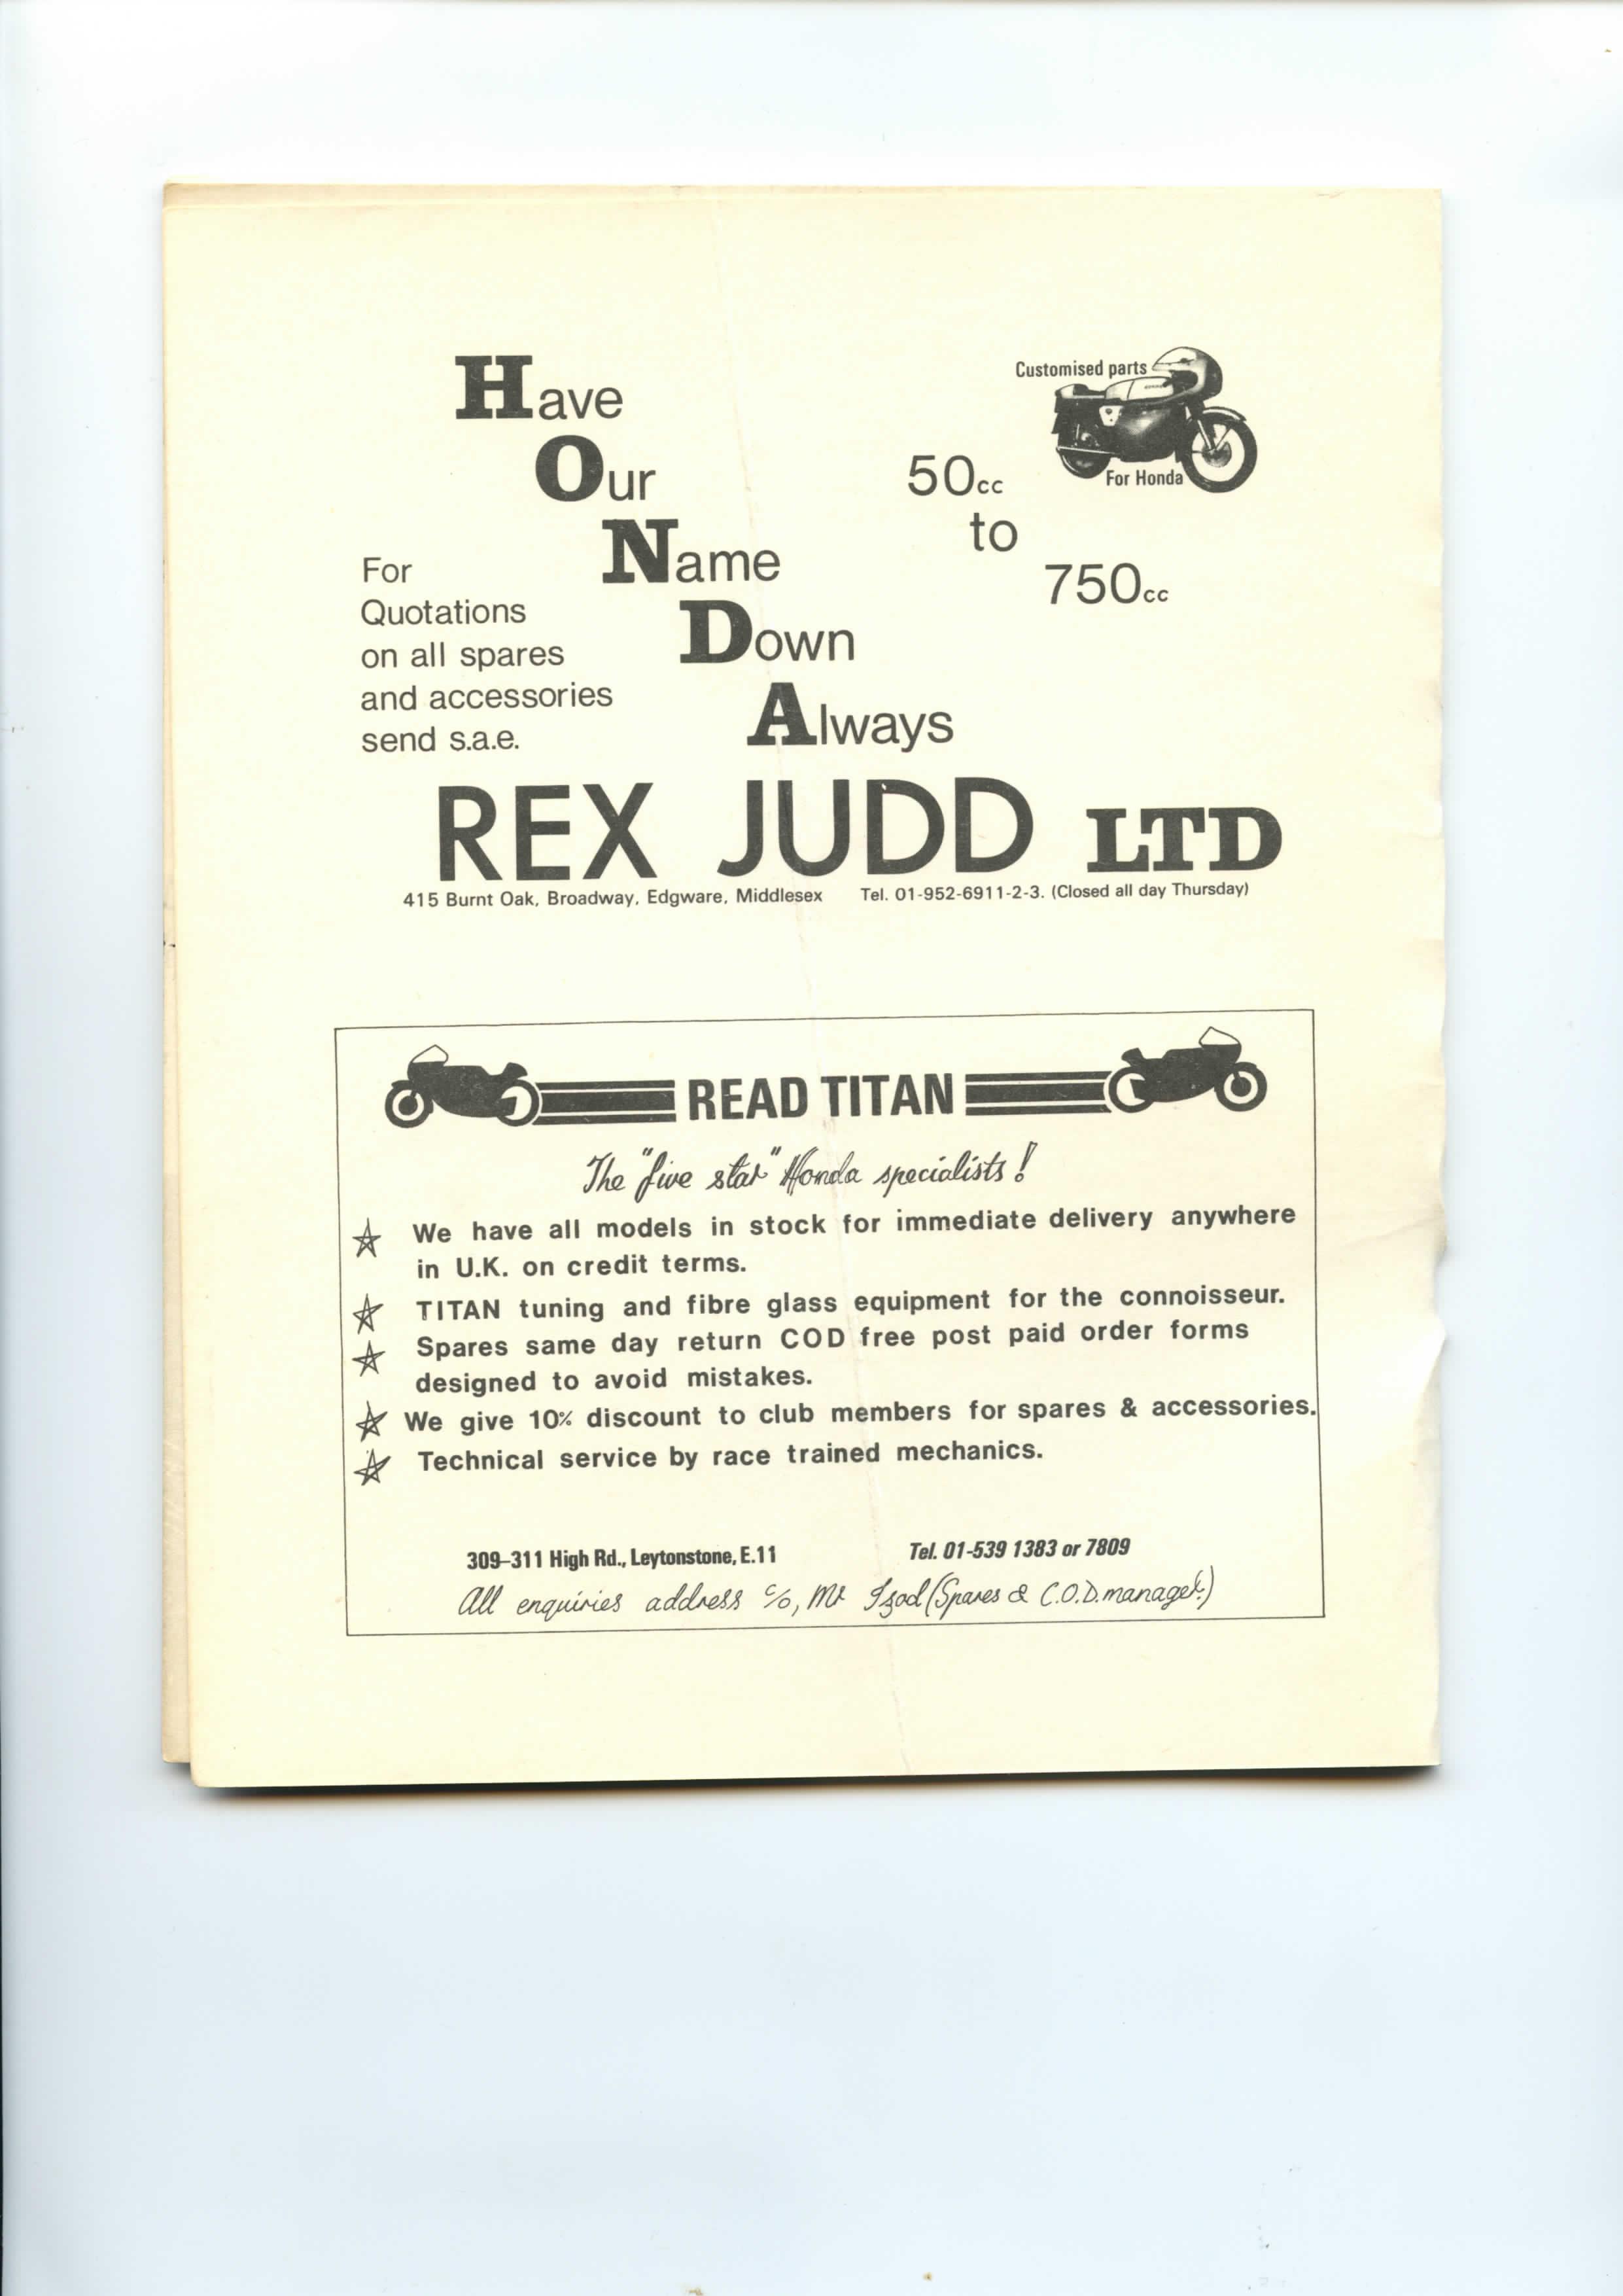 Have
Our
Name
Down
Always
Customised parts
For Honda
50cc
to
750cc
For
Quotations
on all spares
and accessories
send s.a.e.
REX JUDD LTD
415 Burnt Oak, Broadway, Edgware, Middlesex Tel. 01-952-6911-2-3. (Closed all day Thursday)
READ TITAN
The "five star" Honda specialists!
We have all models in stock for immediate delivery anywhere
in U.K. on credit terms.
TITAN tuning and fibre glass equipment for the connoisseur.
Spares same day return COD free post paid order forms
designed to avoid mistakes.
We give 10% discount to club members for spares & accessories.
Technical service by race trained mechanics.
309-311 High Rd., Leytonstone, E.11 Tel. 01-539 1383 or 7809
All enquiries address c/o, Mr Izod (Spares & C.O.D. manager.)